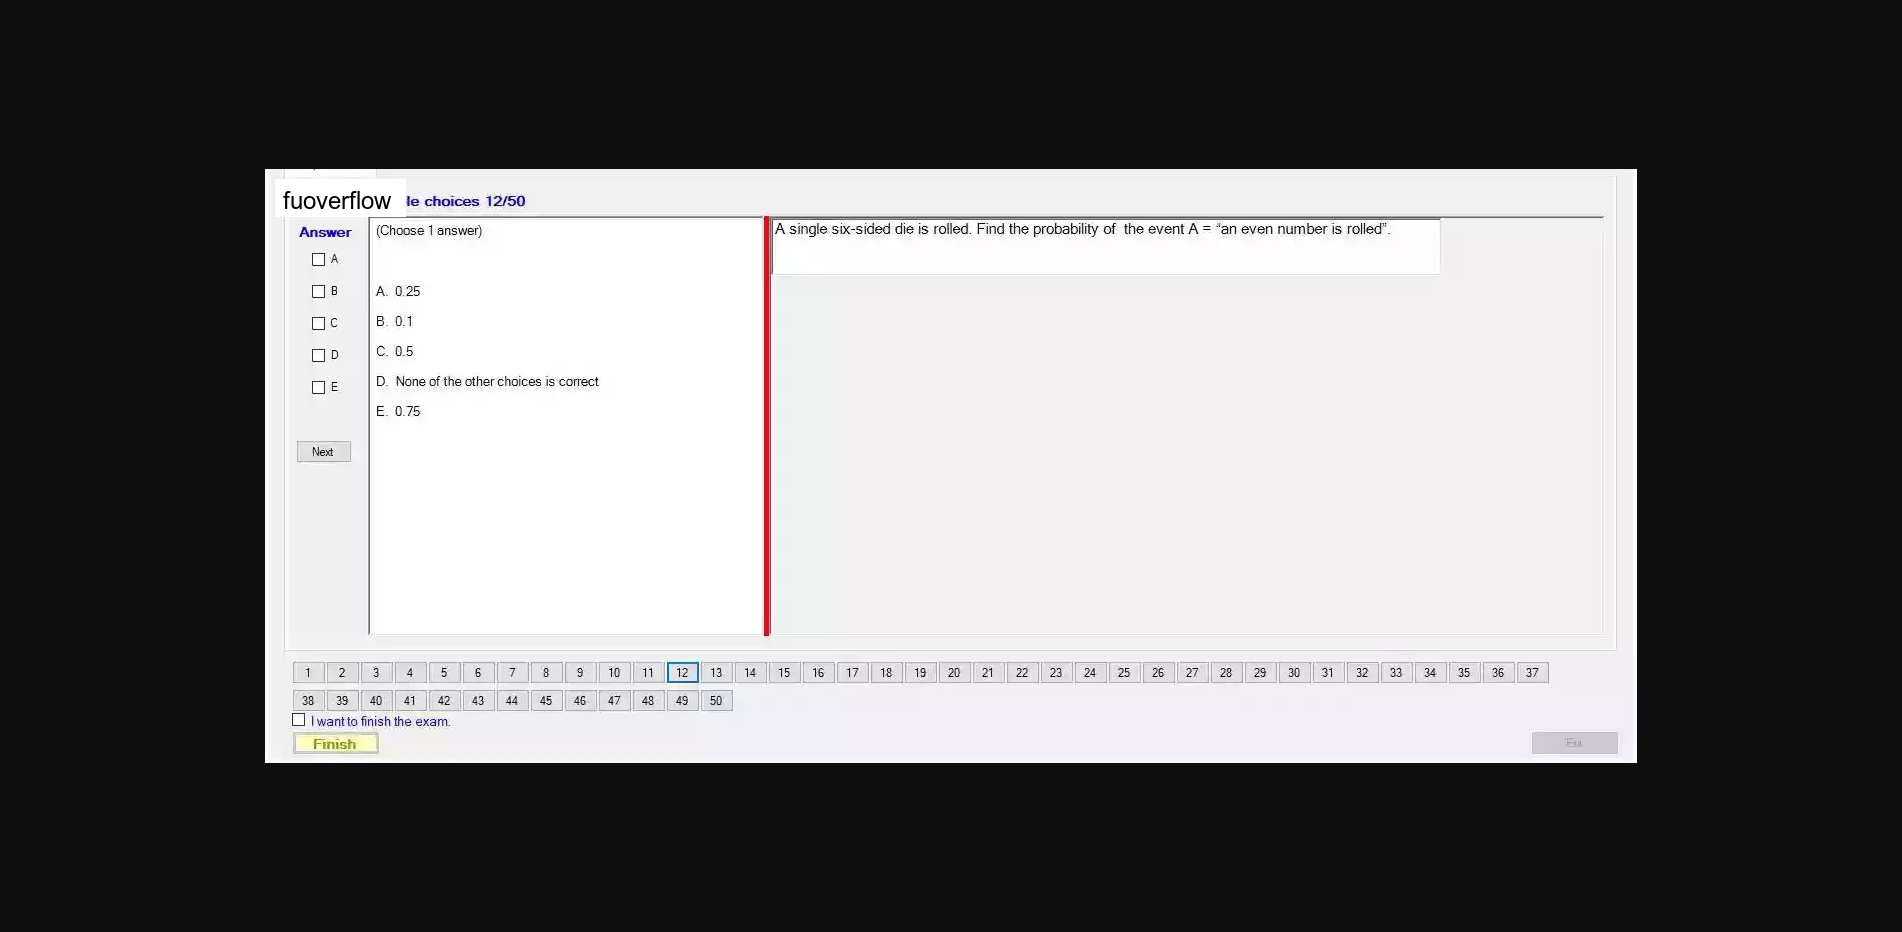 fuoverflow
le choices 12/50
Answer
(Choose 1 answer)
A single six-sided die is rolled. Find the probability of the event A = “an even number is rolled”.
A
B
C
D
E
A. 0.25
B. 0.1
C. 0.5
D. None of the other choices is correct
E. 0.75
Next
1 2 3 4 5 6 7 8 9 10 11 12 13 14 15 16 17 18 19 20 21 22 23 24 25 26 27 28 29 30 31 32 33 34 35 36 37
38 39 40 41 42 43 44 45 46 47 48 49 50
I want to finish the exam.
Finish